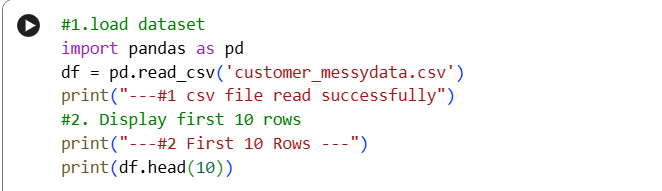 #1.load dataset
import pandas as pd
df = pd.read_csv('customer_messydata.csv')
print("---#1 csv file read successfully")
#2. Display first 10 rows
print("---#2 First 10 Rows ---")
print(df.head(10))